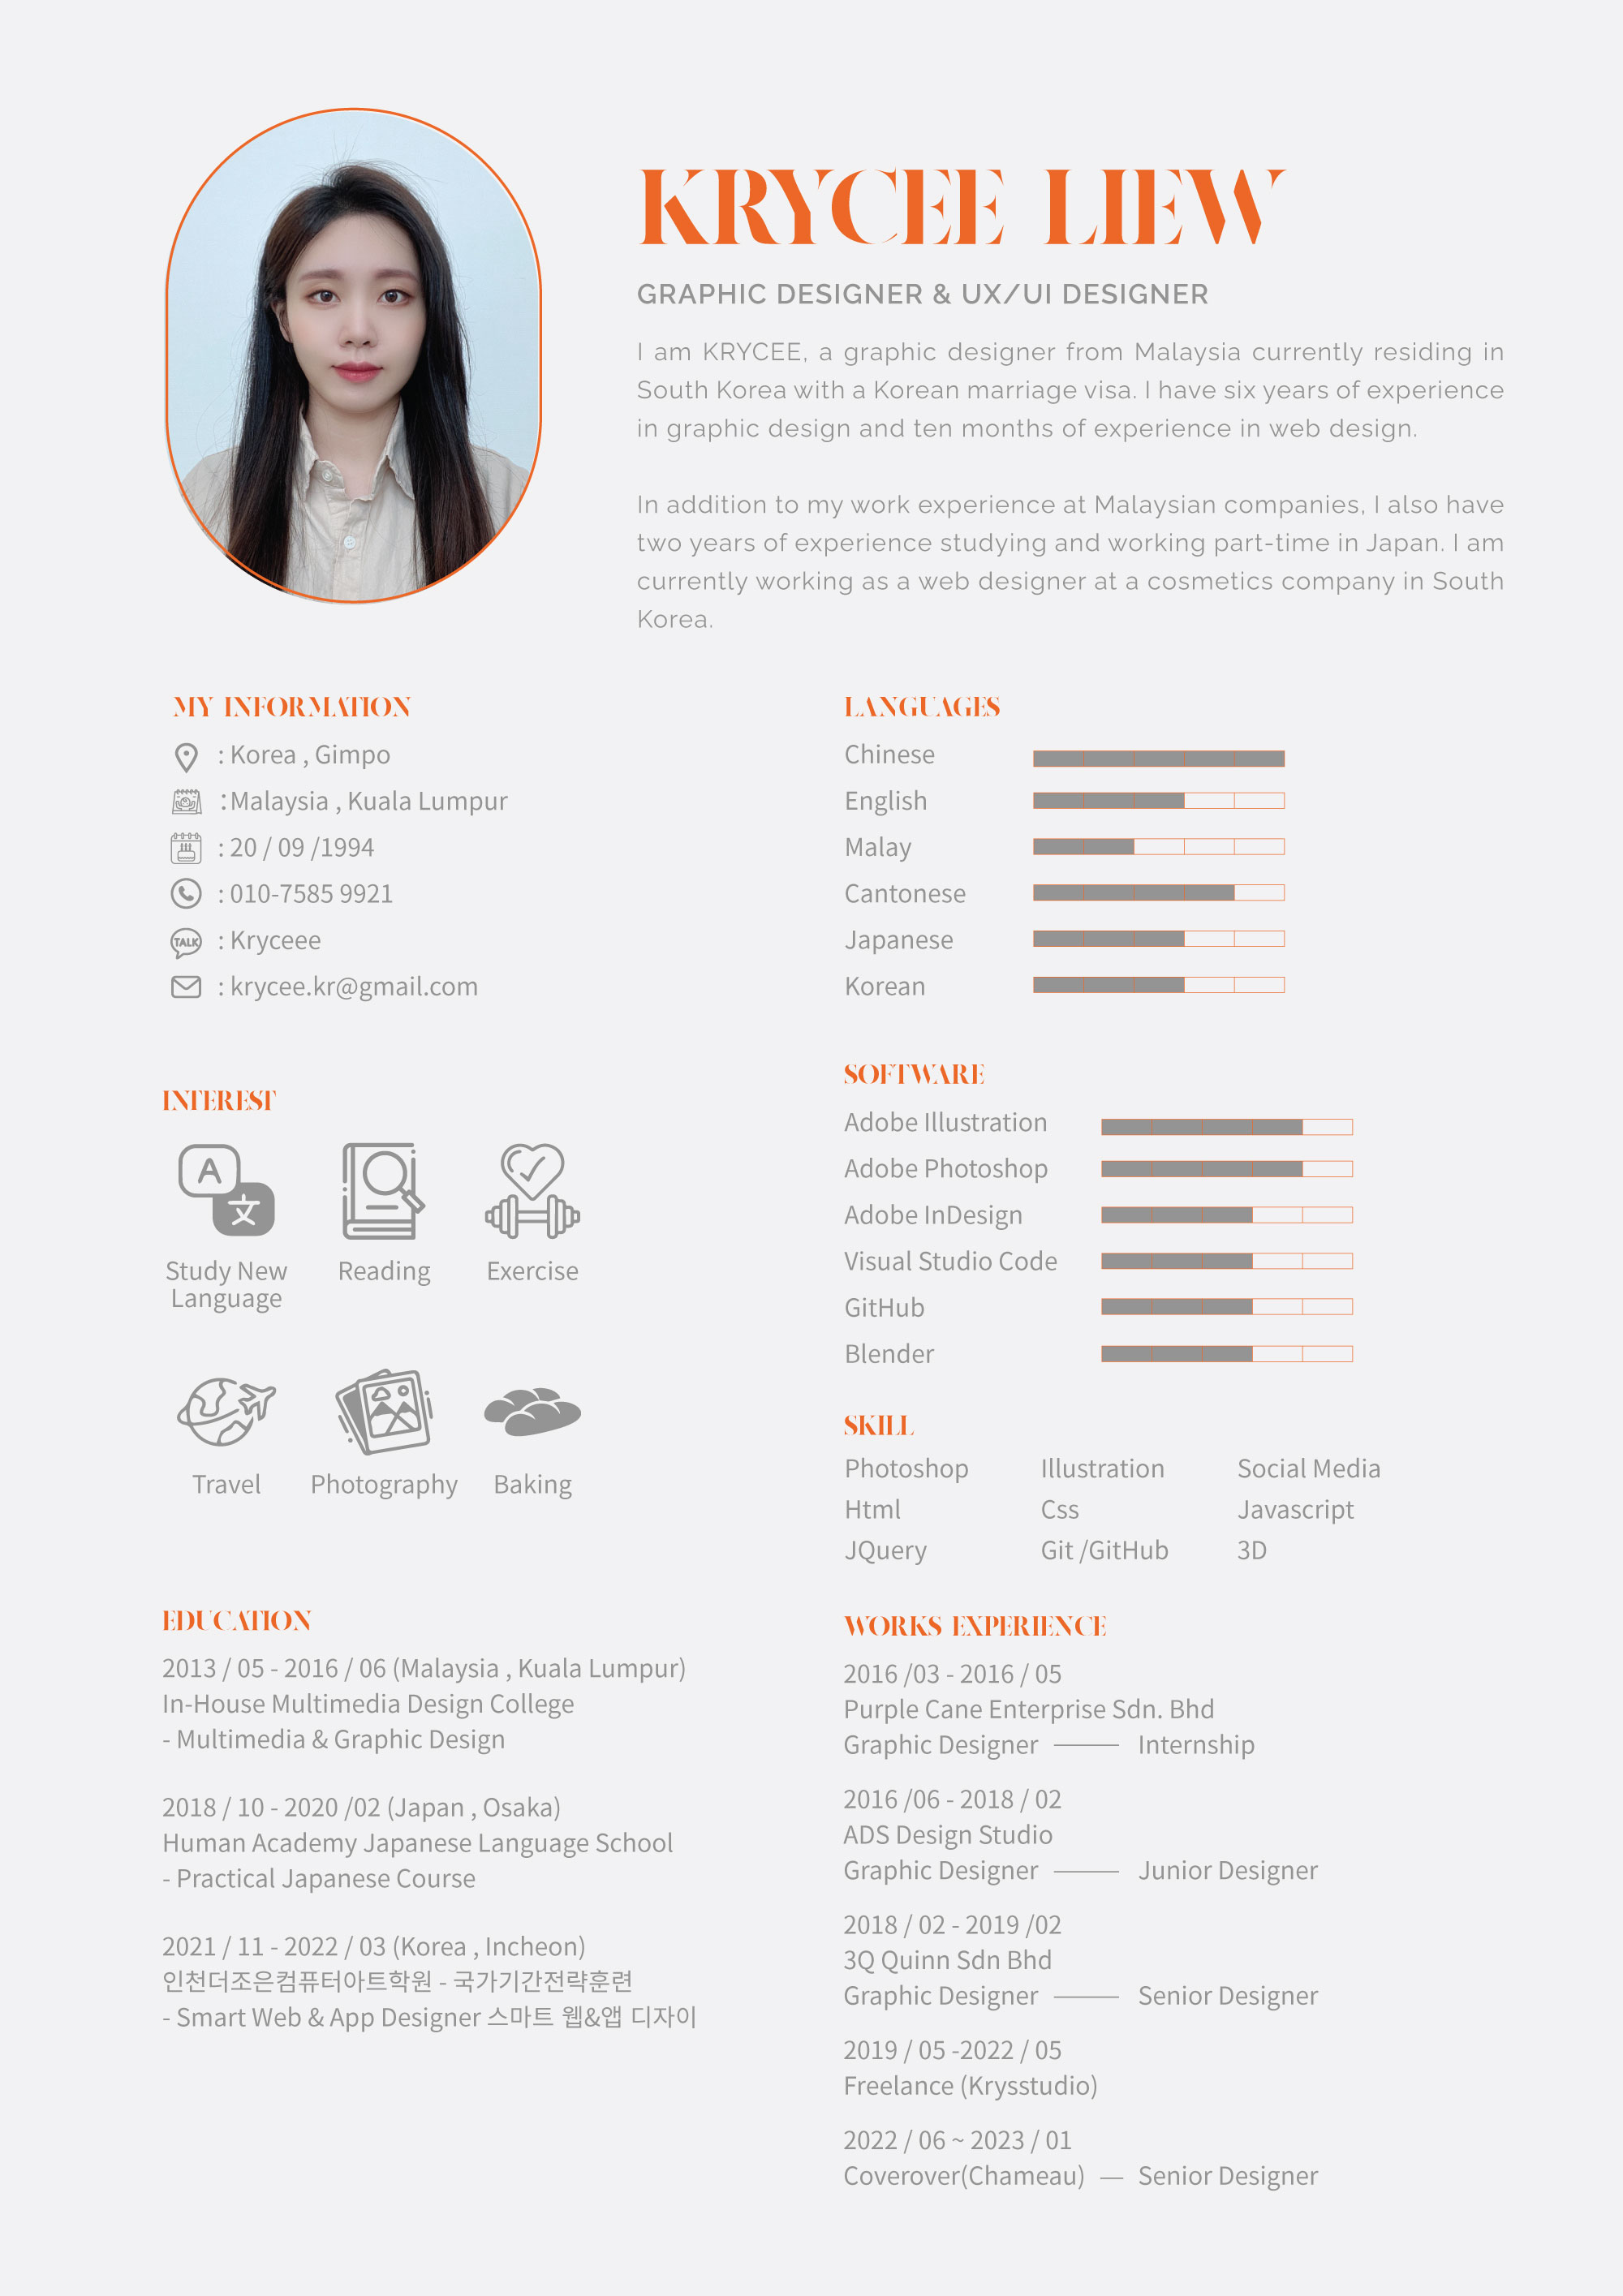 KRYCEE LIEW
GRAPHIC DESIGNER & UX/UI DESIGNER
I am KRYCEE, a graphic designer from Malaysia currently residing in
South Korea with a Korean marriage visa. I have six years of experience
in graphic design and ten months of experience in web design.
In addition to my work experience at Malaysian companies, I also have
two years of experience studying and working part-time in Japan. I am
currently working as a web designer at a cosmetics company in South
Korea.
MY INFORMATION
: Korea , Gimpo
: Malaysia , Kuala Lumpur
: 20 / 09 /1994
: 010-7585 9921
TALK : Kryceee
: krycee.kr@gmail.com
LANGUAGES
Chinese
English
Malay
Cantonese
Japanese
Korean
INTEREST
A
文
Study New
Language
Reading
Exercise
Travel
Photography
Baking
SOFTWARE
Adobe Illustration
Adobe Photoshop
Adobe InDesign
Visual Studio Code
GitHub
Blender
SKILL
Photoshop Illustration Social Media
Html Css Javascript
JQuery Git /GitHub 3D
EDUCATION
2013 / 05 - 2016 / 06 (Malaysia , Kuala Lumpur)
In-House Multimedia Design College
- Multimedia & Graphic Design
2018 / 10 - 2020 /02 (Japan , Osaka)
Human Academy Japanese Language School
- Practical Japanese Course
2021 / 11 - 2022 / 03 (Korea , Incheon)
인천더조은컴퓨터아트학원 - 국가기간전략훈련
- Smart Web & App Designer 스마트 웹&앱 디자이
WORKS EXPERIENCE
2016 /03 - 2016 / 05
Purple Cane Enterprise Sdn. Bhd
Graphic Designer —— Internship
2016 /06 - 2018 / 02
ADS Design Studio
Graphic Designer —— Junior Designer
2018 / 02 - 2019 /02
3Q Quinn Sdn Bhd
Graphic Designer —— Senior Designer
2019 / 05 -2022 / 05
Freelance (Krysstudio)
2022 / 06 ~ 2023 / 01
Coverover(Chameau) — Senior Designer